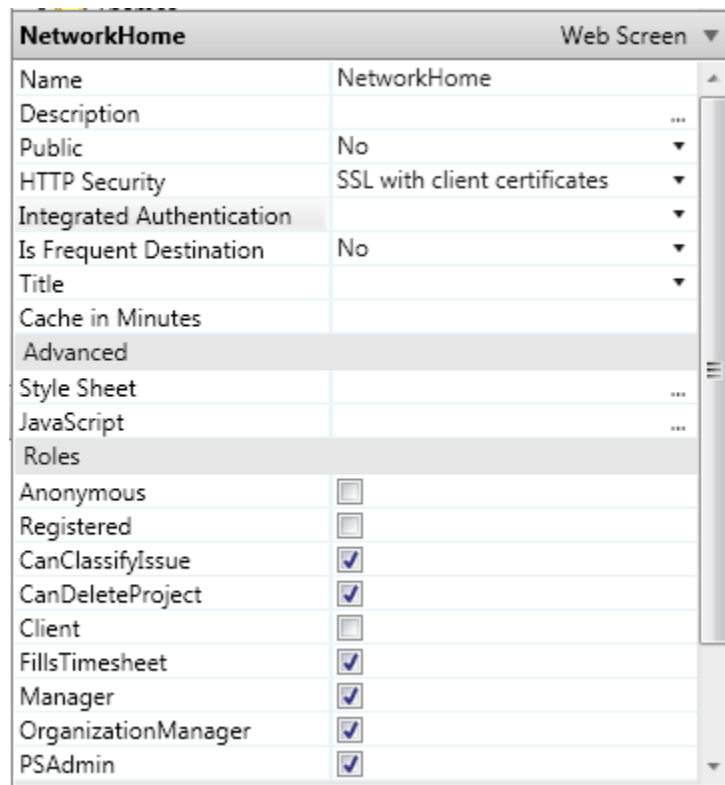 NetworkHome Web Screen
Name NetworkHome
Description ...
Public No
HTTP Security SSL with client certificates
Integrated Authentication
Is Frequent Destination No
Title
Cache in Minutes
Advanced
Style Sheet ...
JavaScript ...
Roles
Anonymous
Registered
CanClassifyIssue
CanDeleteProject
Client
FillsTimesheet
Manager
OrganizationManager
PSAdmin